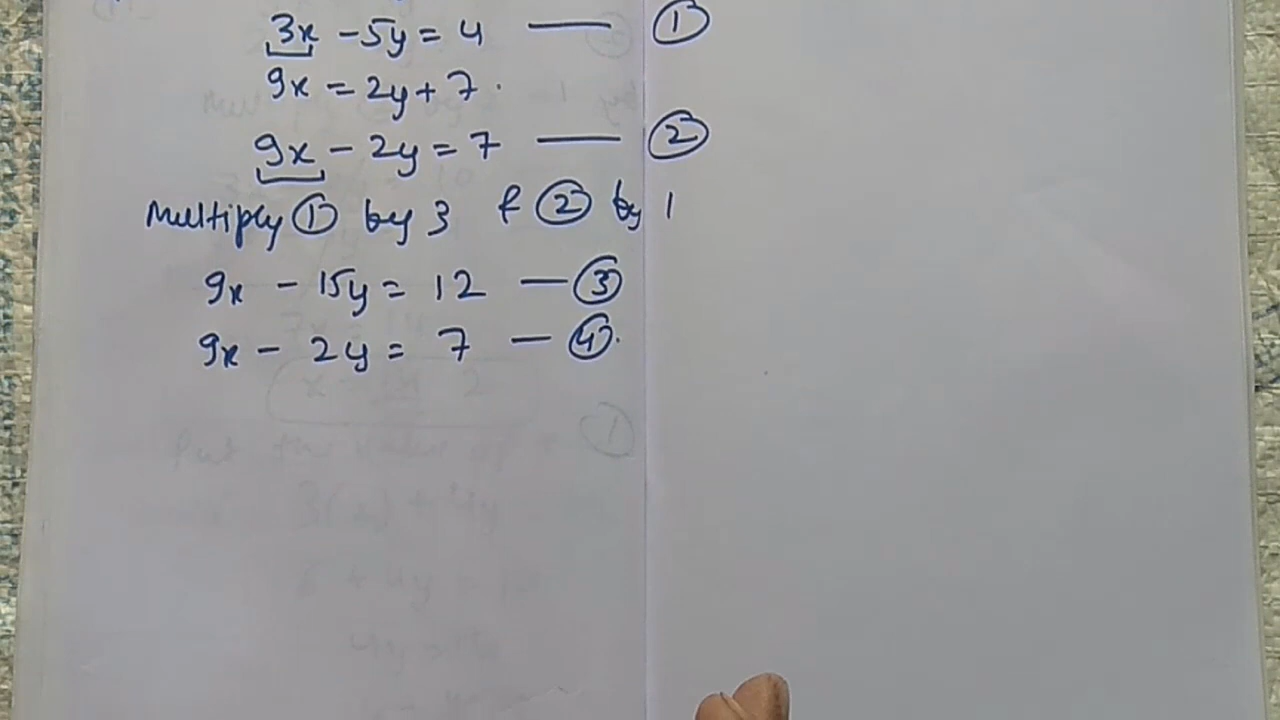 3x - 5y = 4 —— ①
9x = 2y + 7.
9x - 2y = 7 —— ②
Multiply ① by 3 & ② by 1
9x - 15y = 12 — ③
9x - 2y = 7 — ④.